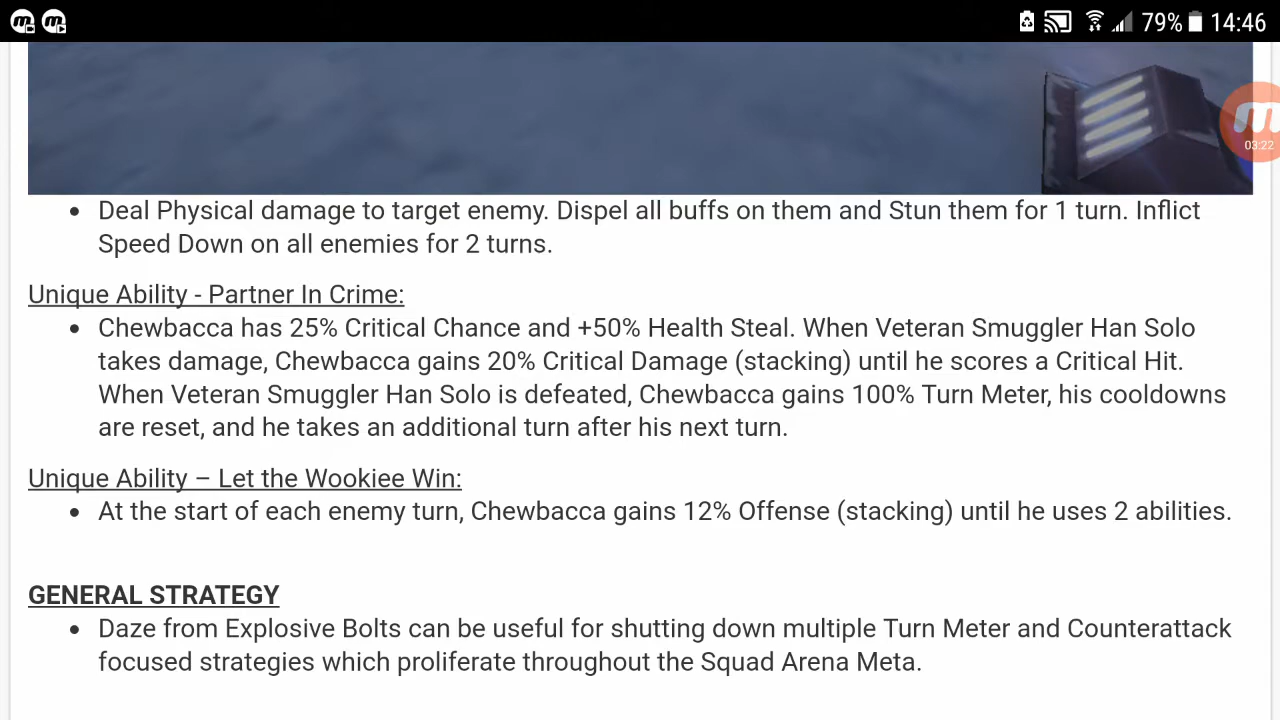 79% 14:46
03:22
• Deal Physical damage to target enemy. Dispel all buffs on them and Stun them for 1 turn. Inflict
Speed Down on all enemies for 2 turns.
Unique Ability - Partner In Crime:
• Chewbacca has 25% Critical Chance and +50% Health Steal. When Veteran Smuggler Han Solo
takes damage, Chewbacca gains 20% Critical Damage (stacking) until he scores a Critical Hit.
When Veteran Smuggler Han Solo is defeated, Chewbacca gains 100% Turn Meter, his cooldowns
are reset, and he takes an additional turn after his next turn.
Unique Ability – Let the Wookiee Win:
• At the start of each enemy turn, Chewbacca gains 12% Offense (stacking) until he uses 2 abilities.
GENERAL STRATEGY
• Daze from Explosive Bolts can be useful for shutting down multiple Turn Meter and Counterattack
focused strategies which proliferate throughout the Squad Arena Meta.